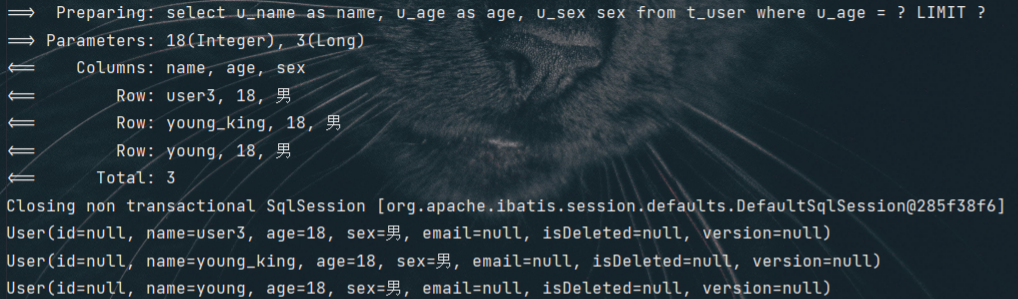 ==>  Preparing: select u_name as name, u_age as age, u_sex sex from t_user where u_age = ? LIMIT ?
==> Parameters: 18(Integer), 3(Long)
<==    Columns: name, age, sex
<==        Row: user3, 18, 男
<==        Row: young_king, 18, 男
<==        Row: young, 18, 男
<==      Total: 3
Closing non transactional SqlSession [org.apache.ibatis.session.defaults.DefaultSqlSession@285f38f6]
User(id=null, name=user3, age=18, sex=男, email=null, isDeleted=null, version=null)
User(id=null, name=young_king, age=18, sex=男, email=null, isDeleted=null, version=null)
User(id=null, name=young, age=18, sex=男, email=null, isDeleted=null, version=null)